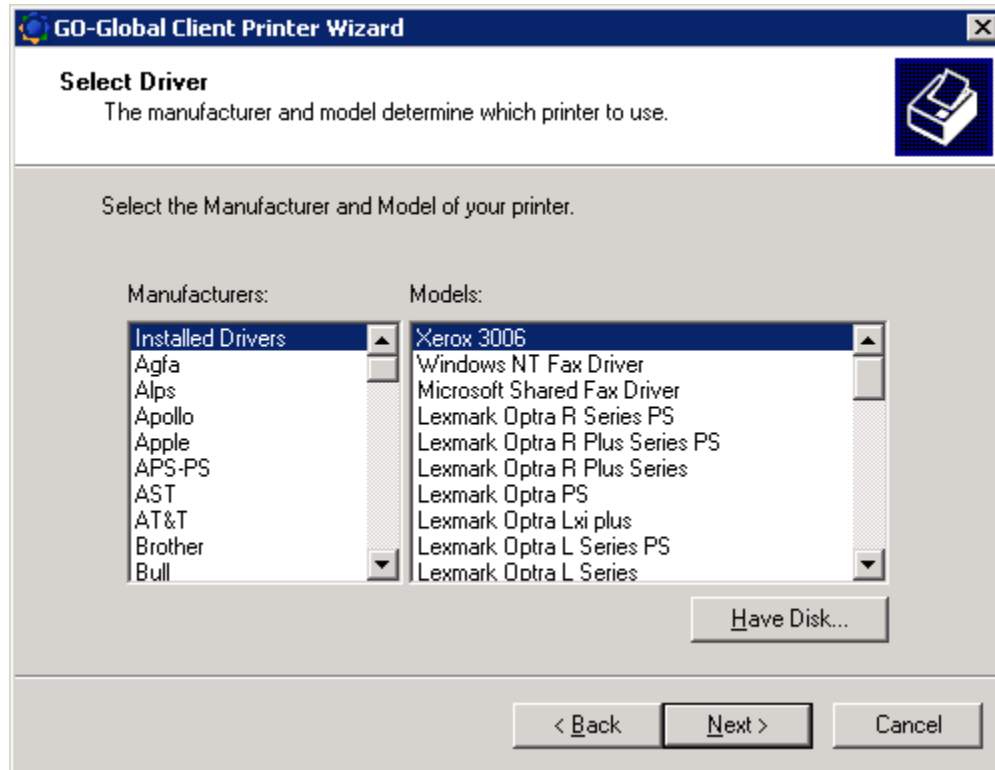 GO-Global Client Printer Wizard
Select Driver
The manufacturer and model determine which printer to use.
Select the Manufacturer and Model of your printer.
Manufacturers:
Installed Drivers
Agfa
Alps
Apollo
Apple
APS-PS
AST
AT&T
Brother
Bull
Models:
Xerox 3006
Windows NT Fax Driver
Microsoft Shared Fax Driver
Lexmark Optra R Series PS
Lexmark Optra R Plus Series PS
Lexmark Optra R Plus Series
Lexmark Optra PS
Lexmark Optra Lxi plus
Lexmark Optra L Series PS
Lexmark Optra L Series
Have Disk...
< Back
Next >
Cancel